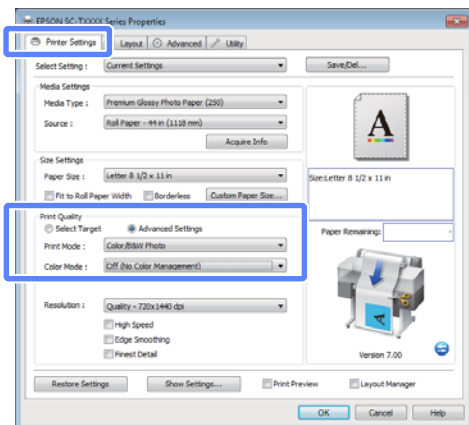 EPSON SC-TXXXX Series Properties
Printer Settings Layout Advanced Utility
Select Setting : Current Settings Save/Del...
Media Settings
Media Type : Premium Glossy Photo Paper (250)
Source : Roll Paper - 44 in (1118 mm)
Acquire Info
A
Size Settings
Paper Size : Letter 8 1/2 x 11 in
Size:Letter 8 1/2 x 11 in
Fit to Roll Paper Width Borderless Custom Paper Size...
Print Quality
Select Target Advanced Settings
Paper Remaining: -
Print Mode : Color/B&W Photo
Color Mode : Off (No Color Management)
Resolution : Quality - 720x1440 dpi
A
High Speed
Edge Smoothing
Finest Detail
Version 7.00
Restore Settings Show Settings... Print Preview Layout Manager
OK Cancel Help